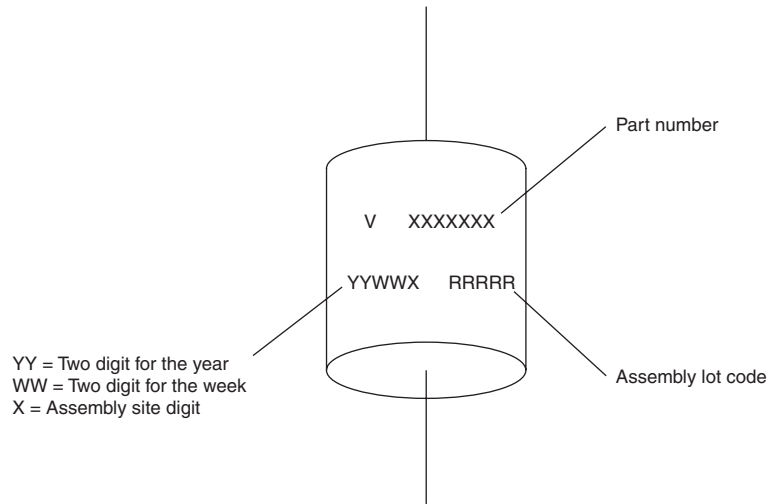 Part number
V XXXXXXX
YYWWX RRRRR
YY = Two digit for the year
WW = Two digit for the week
X = Assembly site digit
Assembly lot code